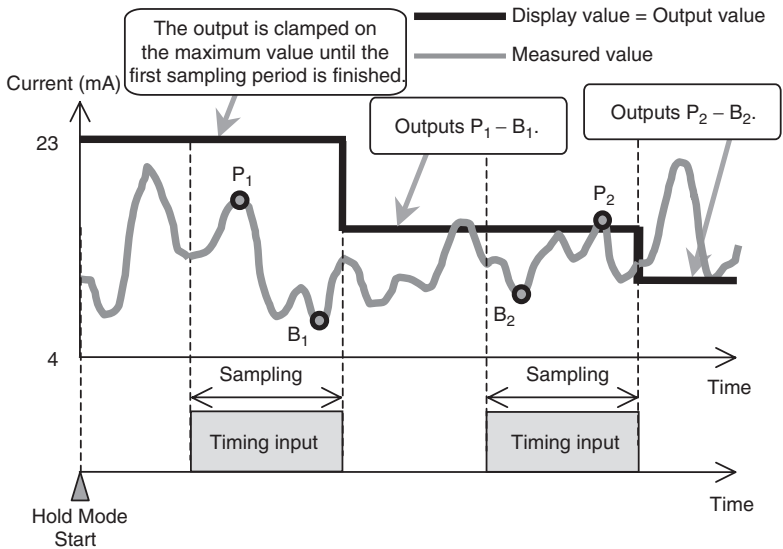 The output is clamped on
the maximum value until the
first sampling period is finished.
Display value = Output value
Measured value
Current (mA)
Outputs P₁ – B₁.
Outputs P₂ – B₂.
23
P₁
P₂
B₁
B₂
4
Sampling
Sampling
Time
Timing input
Timing input
Time
Hold Mode
Start